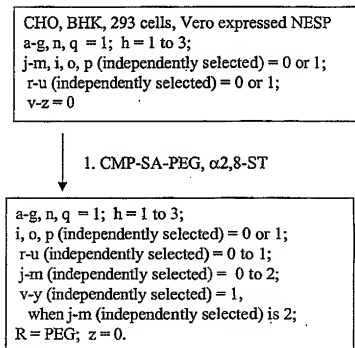 CHO, BHK, 293 cells, Vero expressed NESP
a-g, n, q = 1; h = 1 to 3;
j-m, i, o, p (independently selected) = 0 or 1;
r-u (independently selected) = 0 or 1;
v-z = 0
1. CMP-SA-PEG, α2,8-ST
a-g, n, q = 1; h = 1 to 3;
i, o, p (independently selected) = 0 or 1;
r-u (independently selected) = 0 to 1;
j-m (independently selected) = 0 to 2;
v-y (independently selected) = 1,
when j-m (independently selected) is 2;
R = PEG; z = 0.